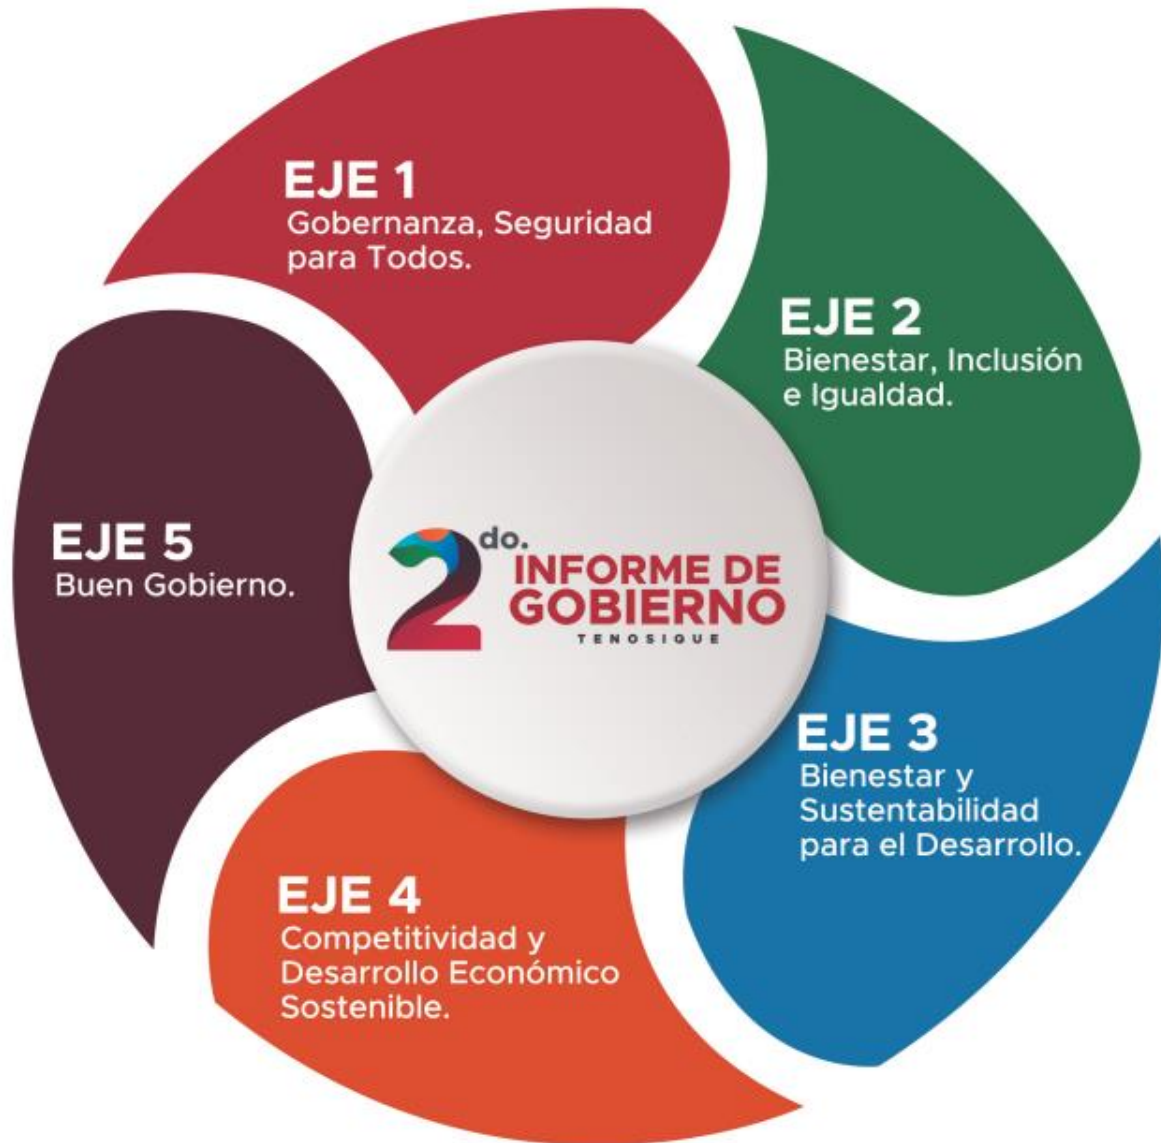 EJE 1
Gobernanza, Seguridad
para Todos.
EJE 2
Bienestar, Inclusión
e Igualdad.
EJE 3
Bienestar y
Sustentabilidad
para el Desarrollo.
EJE 4
Competitividad y
Desarrollo Económico
Sostenible.
EJE 5
Buen Gobierno.
2do.
INFORME DE
GOBIERNO
TENOSIQUE